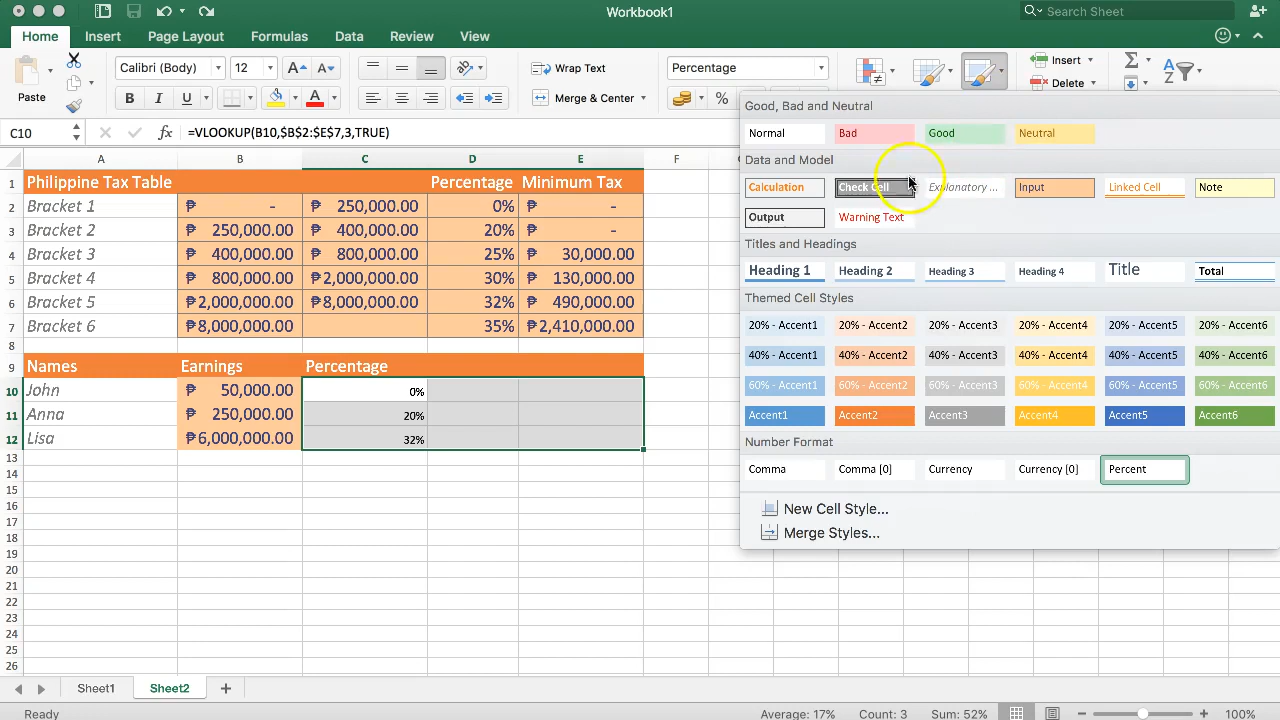 Workbook1
Search Sheet
Home Insert Page Layout Formulas Data Review View
Paste
Calibri (Body) 12 A A
B I U A
Wrap Text
Merge & Center
Percentage
%
Insert
Delete
C10 fx =VLOOKUP(B10,$B$2:$E$7,3,TRUE)
A B C D E F
1 Philippine Tax Table Percentage Minimum Tax
2 Bracket 1 ₱ - ₱ 250,000.00 0% ₱ -
3 Bracket 2 ₱ 250,000.00 ₱ 400,000.00 20% ₱ -
4 Bracket 3 ₱ 400,000.00 ₱ 800,000.00 25% ₱ 30,000.00
5 Bracket 4 ₱ 800,000.00 ₱2,000,000.00 30% ₱ 130,000.00
6 Bracket 5 ₱2,000,000.00 ₱8,000,000.00 32% ₱ 490,000.00
7 Bracket 6 ₱8,000,000.00 35% ₱2,410,000.00
8
9 Names Earnings Percentage
10 John ₱ 50,000.00 0%
11 Anna ₱ 250,000.00 20%
12 Lisa ₱6,000,000.00 32%
13
14
15
16
17
18
19
20
21
22
23
24
25
26
Good, Bad and Neutral
Normal Bad Good Neutral
Data and Model
Calculation Check Cell Explanatory ... Input Linked Cell Note
Output Warning Text
Titles and Headings
Heading 1 Heading 2 Heading 3 Heading 4 Title Total
Themed Cell Styles
20% - Accent1 20% - Accent2 20% - Accent3 20% - Accent4 20% - Accent5 20% - Accent6
40% - Accent1 40% - Accent2 40% - Accent3 40% - Accent4 40% - Accent5 40% - Accent6
60% - Accent1 60% - Accent2 60% - Accent3 60% - Accent4 60% - Accent5 60% - Accent6
Accent1 Accent2 Accent3 Accent4 Accent5 Accent6
Number Format
Comma Comma [0] Currency Currency [0] Percent
New Cell Style...
Merge Styles...
Sheet1 Sheet2 +
Ready Average: 17% Count: 3 Sum: 52% 100%